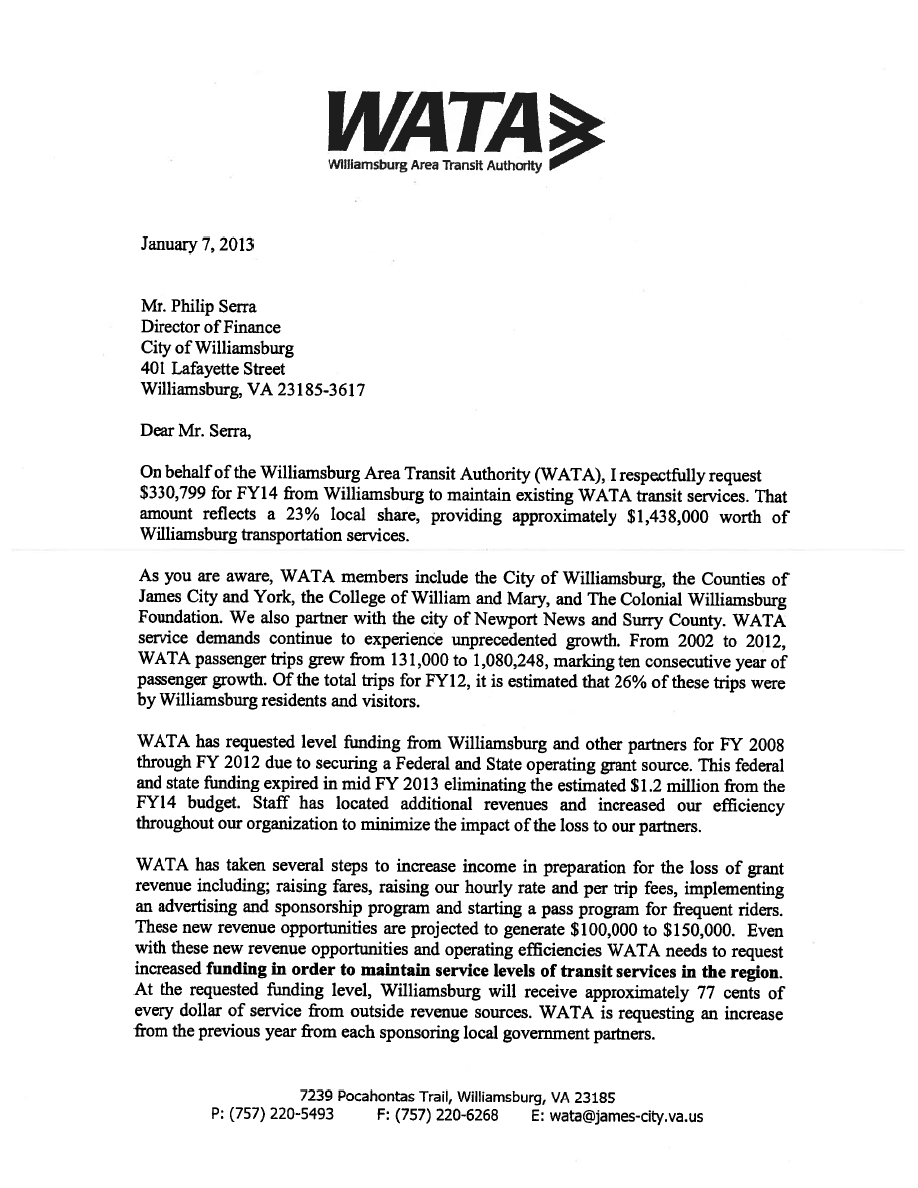 WATA
Williamsburg Area Transit Authority
January 7, 2013
Mr. Philip Serra
Director of Finance
City of Williamsburg
401 Lafayette Street
Williamsburg, VA 23185-3617
Dear Mr. Serra,
On behalf of the Williamsburg Area Transit Authority (WATA), I respectfully request
$330,799 for FY14 from Williamsburg to maintain existing WATA transit services. That
amount reflects a 23% local share, providing approximately $1,438,000 worth of
Williamsburg transportation services.
As you are aware, WATA members include the City of Williamsburg, the Counties of
James City and York, the College of William and Mary, and The Colonial Williamsburg
Foundation. We also partner with the city of Newport News and Surry County. WATA
service demands continue to experience unprecedented growth. From 2002 to 2012,
WATA passenger trips grew from 131,000 to 1,080,248, marking ten consecutive year of
passenger growth. Of the total trips for FY12, it is estimated that 26% of these trips were
by Williamsburg residents and visitors.
WATA has requested level funding from Williamsburg and other partners for FY 2008
through FY 2012 due to securing a Federal and State operating grant source. This federal
and state funding expired in mid FY 2013 eliminating the estimated $1.2 million from the
FY14 budget. Staff has located additional revenues and increased our efficiency
throughout our organization to minimize the impact of the loss to our partners.
WATA has taken several steps to increase income in preparation for the loss of grant
revenue including; raising fares, raising our hourly rate and per trip fees, implementing
an advertising and sponsorship program and starting a pass program for frequent riders.
These new revenue opportunities are projected to generate $100,000 to $150,000. Even
with these new revenue opportunities and operating efficiencies WATA needs to request
increased funding in order to maintain service levels of transit services in the region.
At the requested funding level, Williamsburg will receive approximately 77 cents of
every dollar of service from outside revenue sources. WATA is requesting an increase
from the previous year from each sponsoring local government partners.
7239 Pocahontas Trail, Williamsburg, VA 23185
P: (757) 220-5493 F: (757) 220-6268 E: wata@james-city.va.us